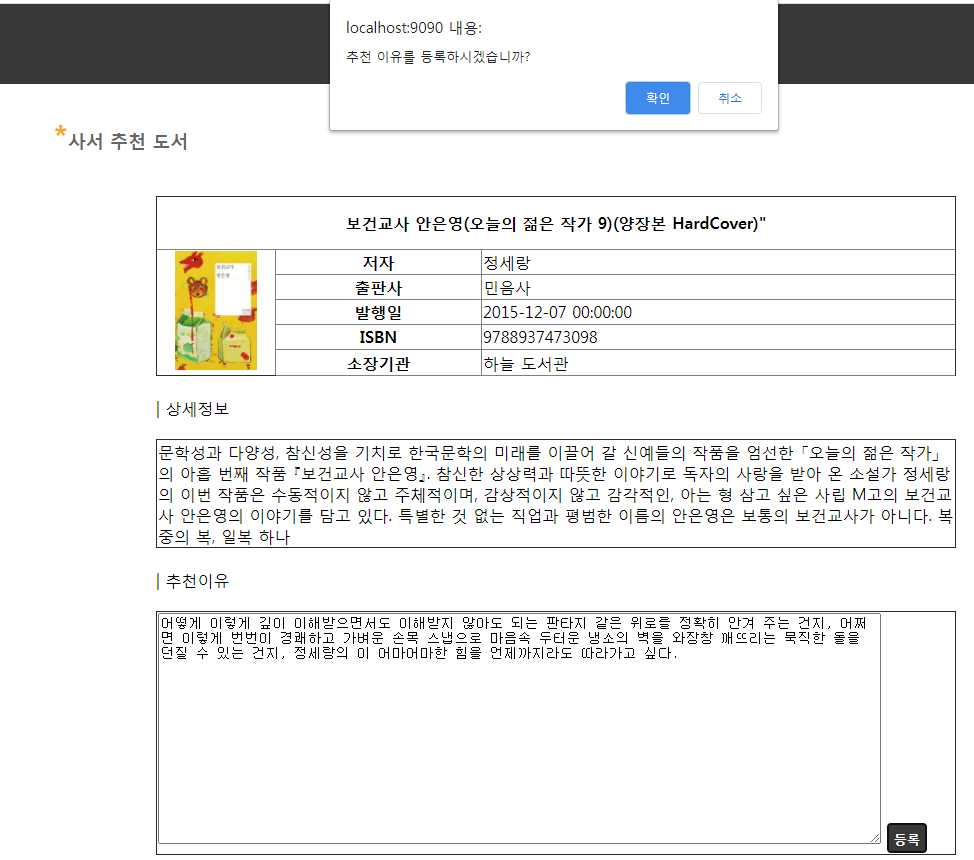 localhost:9090 내용:
추천 이유를 등록하시겠습니까?
확인 취소
*사서 추천 도서
보건교사 안은영(오늘의 젊은 작가 9)(양장본 HardCover)"
보건교사
안은영
저자 정세랑
출판사 민음사
발행일 2015-12-07 00:00:00
ISBN 9788937473098
소장기관 하늘 도서관
| 상세정보
문학성과 다양성, 참신성을 기치로 한국문학의 미래를 이끌어 갈 신예들의 작품을 엄선한 「오늘의 젊은 작가」
의 아홉 번째 작품 『보건교사 안은영』. 참신한 상상력과 따뜻한 이야기로 독자의 사랑을 받아 온 소설가 정세랑
의 이번 작품은 수동적이지 않고 주체적이며, 감상적이지 않고 감각적인, 아는 형 삼고 싶은 사립 M고의 보건교
사 안은영의 이야기를 담고 있다. 특별한 것 없는 직업과 평범한 이름의 안은영은 보통의 보건교사가 아니다. 복
중의 복, 일복 하나
| 추천이유
어떻게 이렇게 깊이 이해받으면서도 이해받지 않아도 되는 판타지 같은 위로를 정확히 안겨 주는 건지, 어쩌
면 이렇게 번번이 경쾌하고 가벼운 손목 스냅으로 마음속 두터운 냉소의 벽을 와장창 깨뜨리는 묵직한 돌을
던질 수 있는 건지, 정세랑의 이 어마어마한 힘을 언제까지라도 따라가고 싶다.
등록